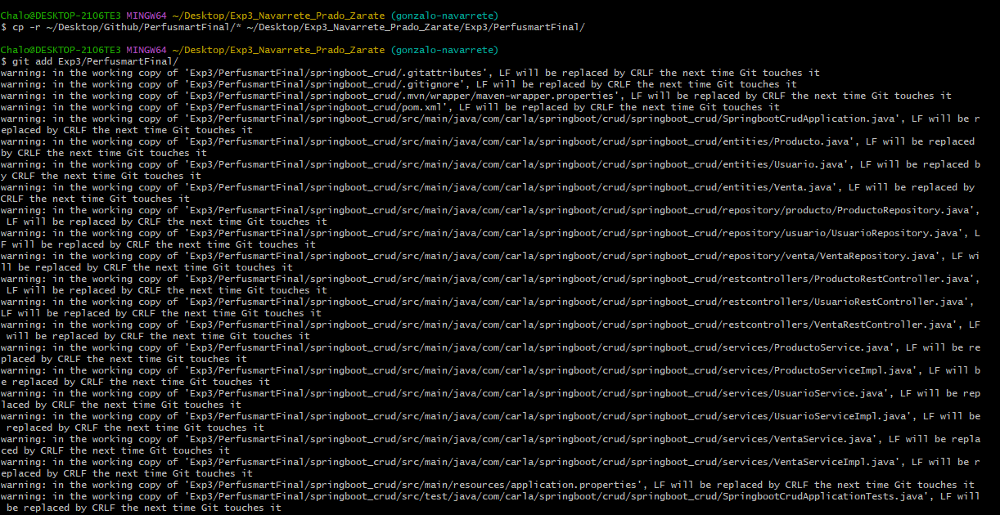 Chalo@DESKTOP-21O6TE3 MINGW64 ~/Desktop/Exp3_Navarrete_Prado_Zarate (gonzalo-navarrete)
$ cp -r ~/Desktop/Github/PerfusmartFinal/* ~/Desktop/Exp3_Navarrete_Prado_Zarate/Exp3/PerfusmartFinal/
Chalo@DESKTOP-21O6TE3 MINGW64 ~/Desktop/Exp3_Navarrete_Prado_Zarate (gonzalo-navarrete)
$ git add Exp3/PerfusmartFinal/
warning: in the working copy of 'Exp3/PerfusmartFinal/springboot_crud/.gitattributes', LF will be replaced by CRLF the next time Git touches it
warning: in the working copy of 'Exp3/PerfusmartFinal/springboot_crud/.gitignore', LF will be replaced by CRLF the next time Git touches it
warning: in the working copy of 'Exp3/PerfusmartFinal/springboot_crud/.mvn/wrapper/maven-wrapper.properties', LF will be replaced by CRLF the next time Git touches it
warning: in the working copy of 'Exp3/PerfusmartFinal/springboot_crud/pom.xml', LF will be replaced by CRLF the next time Git touches it
warning: in the working copy of 'Exp3/PerfusmartFinal/springboot_crud/src/main/java/com/carla/springboot/crud/springboot_crud/SpringbootCrudApplication.java', LF will be r
eplaced by CRLF the next time Git touches it
warning: in the working copy of 'Exp3/PerfusmartFinal/springboot_crud/src/main/java/com/carla/springboot/crud/springboot_crud/entities/Producto.java', LF will be replaced
by CRLF the next time Git touches it
warning: in the working copy of 'Exp3/PerfusmartFinal/springboot_crud/src/main/java/com/carla/springboot/crud/springboot_crud/entities/Usuario.java', LF will be replaced b
y CRLF the next time Git touches it
warning: in the working copy of 'Exp3/PerfusmartFinal/springboot_crud/src/main/java/com/carla/springboot/crud/springboot_crud/entities/Venta.java', LF will be replaced by
CRLF the next time Git touches it
warning: in the working copy of 'Exp3/PerfusmartFinal/springboot_crud/src/main/java/com/carla/springboot/crud/springboot_crud/repository/producto/ProductoRepository.java',
 LF will be replaced by CRLF the next time Git touches it
warning: in the working copy of 'Exp3/PerfusmartFinal/springboot_crud/src/main/java/com/carla/springboot/crud/springboot_crud/repository/usuario/UsuarioRepository.java', L
F will be replaced by CRLF the next time Git touches it
warning: in the working copy of 'Exp3/PerfusmartFinal/springboot_crud/src/main/java/com/carla/springboot/crud/springboot_crud/repository/venta/VentaRepository.java', LF wi
ll be replaced by CRLF the next time Git touches it
warning: in the working copy of 'Exp3/PerfusmartFinal/springboot_crud/src/main/java/com/carla/springboot/crud/springboot_crud/restcontrollers/ProductoRestController.java',
 LF will be replaced by CRLF the next time Git touches it
warning: in the working copy of 'Exp3/PerfusmartFinal/springboot_crud/src/main/java/com/carla/springboot/crud/springboot_crud/restcontrollers/UsuarioRestController.java',
LF will be replaced by CRLF the next time Git touches it
warning: in the working copy of 'Exp3/PerfusmartFinal/springboot_crud/src/main/java/com/carla/springboot/crud/springboot_crud/restcontrollers/VentaRestController.java', LF
 will be replaced by CRLF the next time Git touches it
warning: in the working copy of 'Exp3/PerfusmartFinal/springboot_crud/src/main/java/com/carla/springboot/crud/springboot_crud/services/ProductoService.java', LF will be re
placed by CRLF the next time Git touches it
warning: in the working copy of 'Exp3/PerfusmartFinal/springboot_crud/src/main/java/com/carla/springboot/crud/springboot_crud/services/ProductoServiceImpl.java', LF will b
e replaced by CRLF the next time Git touches it
warning: in the working copy of 'Exp3/PerfusmartFinal/springboot_crud/src/main/java/com/carla/springboot/crud/springboot_crud/services/UsuarioService.java', LF will be rep
laced by CRLF the next time Git touches it
warning: in the working copy of 'Exp3/PerfusmartFinal/springboot_crud/src/main/java/com/carla/springboot/crud/springboot_crud/services/UsuarioServiceImpl.java', LF will be
 replaced by CRLF the next time Git touches it
warning: in the working copy of 'Exp3/PerfusmartFinal/springboot_crud/src/main/java/com/carla/springboot/crud/springboot_crud/services/VentaService.java', LF will be repla
ced by CRLF the next time Git touches it
warning: in the working copy of 'Exp3/PerfusmartFinal/springboot_crud/src/main/java/com/carla/springboot/crud/springboot_crud/services/VentaServiceImpl.java', LF will be r
eplaced by CRLF the next time Git touches it
warning: in the working copy of 'Exp3/PerfusmartFinal/springboot_crud/src/main/resources/application.properties', LF will be replaced by CRLF the next time Git touches it
warning: in the working copy of 'Exp3/PerfusmartFinal/springboot_crud/src/test/java/com/carla/springboot/crud/springboot_crud/SpringbootCrudApplicationTests.java', LF will
 be replaced by CRLF the next time Git touches it